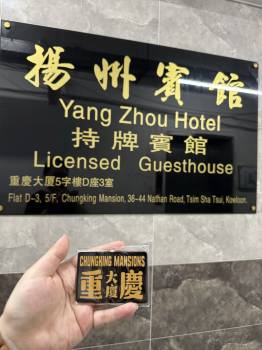 揚州賓館
Yang Zhou Hotel
持牌賓館
Licensed Guesthouse
重慶大厦5字樓D座3室
Flat D-3, 5/F, Chungking Mansion, 36-44 Nathan Road, Tsim Sha Tsui, Kowloon.
CHUNGKING MANSIONS
重慶大廈